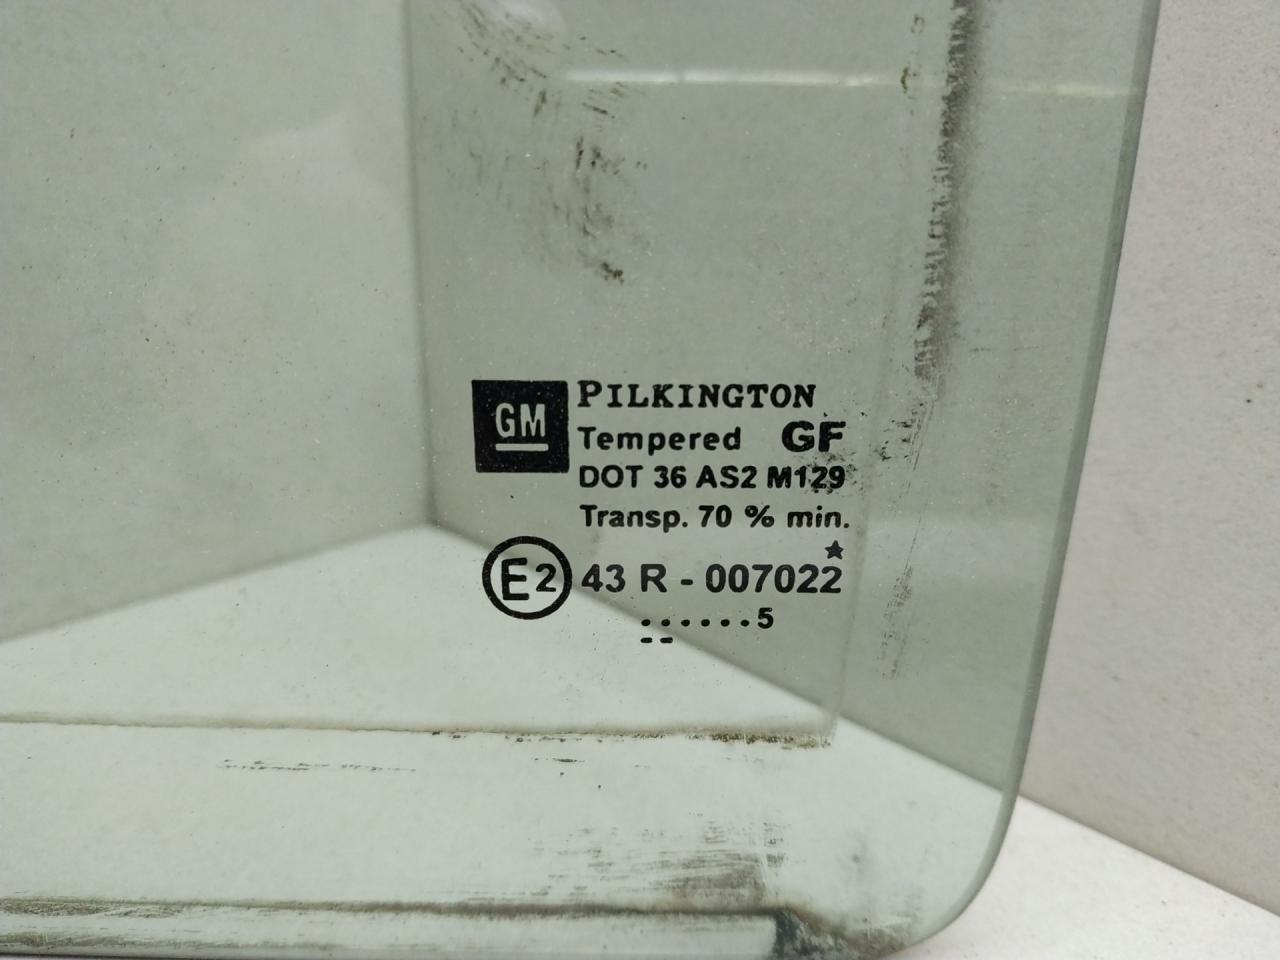 GM
PILKINGTON
Tempered GF
DOT 36 AS2 M129
Transp. 70 % min.
★
E2 43 R - 007022
. . . . . . 5
--